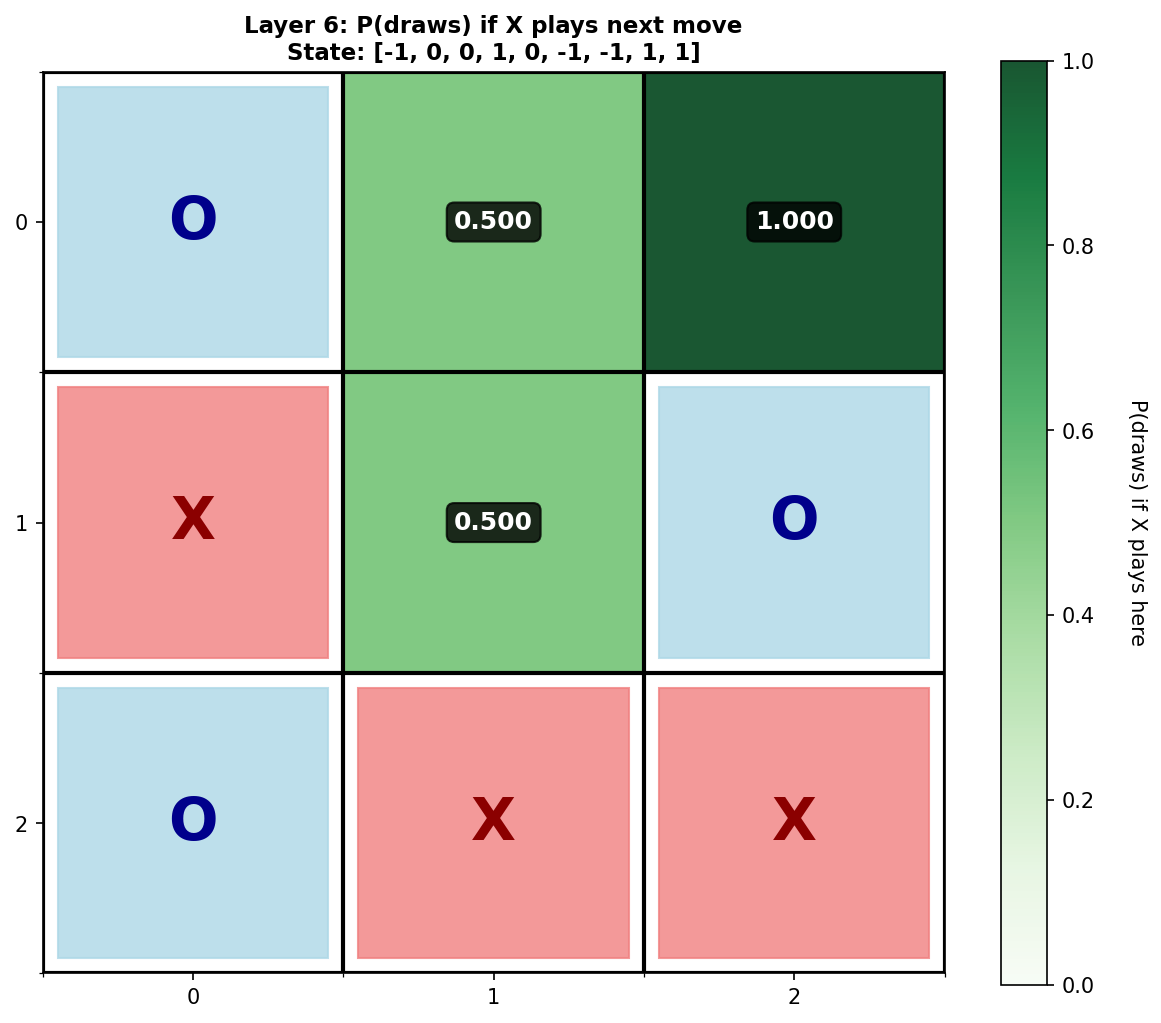 Layer 6: P(draws) if X plays next move
State: [-1, 0, 0, 1, 0, -1, -1, 1, 1]
O
0.500
1.000
0
X
0.500
O
1
O
X
X
2
0
1
2
1.0
0.8
0.6
0.4
0.2
0.0
P(draws) if X plays here